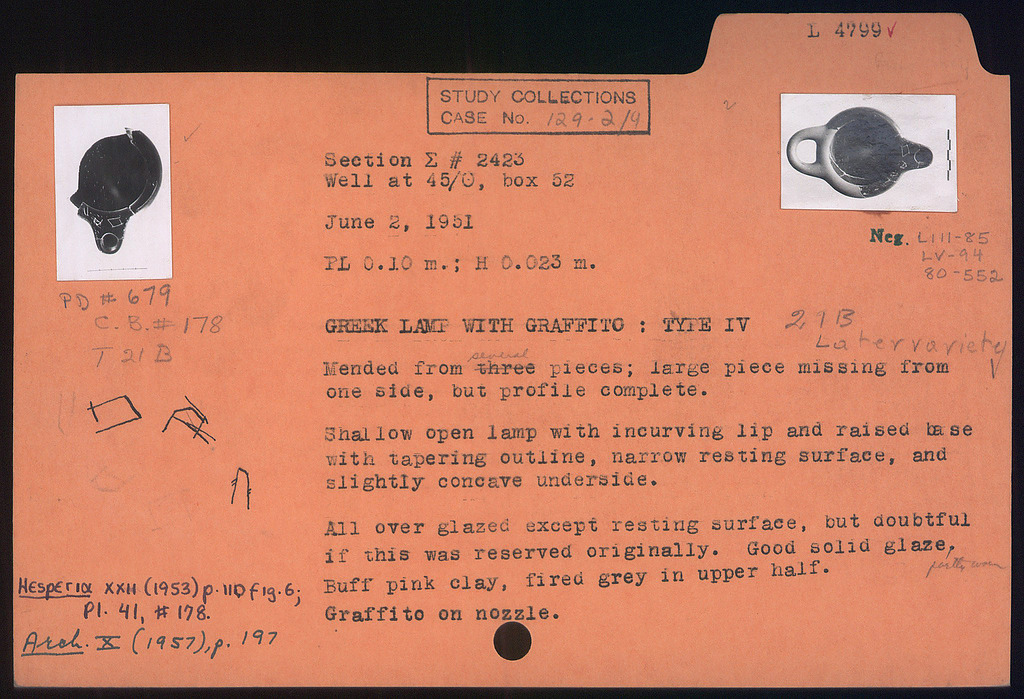 L 4799 ✓
STUDY COLLECTIONS
CASE No. 129-2/4
Section Σ # 2423
Well at 45/Θ, box 52
June 2, 1951
PL 0.10 m.; H 0.023 m.
Neg. LIII-85
LV-94
80-552
PD # 679
C.B.# 178
T 21 B
GREEK LAMP WITH GRAFFITO : TYPE IV 21B
Later variety
several
Mended from three pieces; large piece missing from
one side, but profile complete.
Shallow open lamp with incurving lip and raised base
with tapering outline, narrow resting surface, and
slightly concave underside.
All over glazed except resting surface, but doubtful
if this was reserved originally. Good solid glaze,
partly worn
Buff pink clay, fired grey in upper half.
Graffito on nozzle.
Hesperia XXII (1953) p. 110 fig. 6;
Pl. 41, # 178.
Arch. X (1957), p. 197